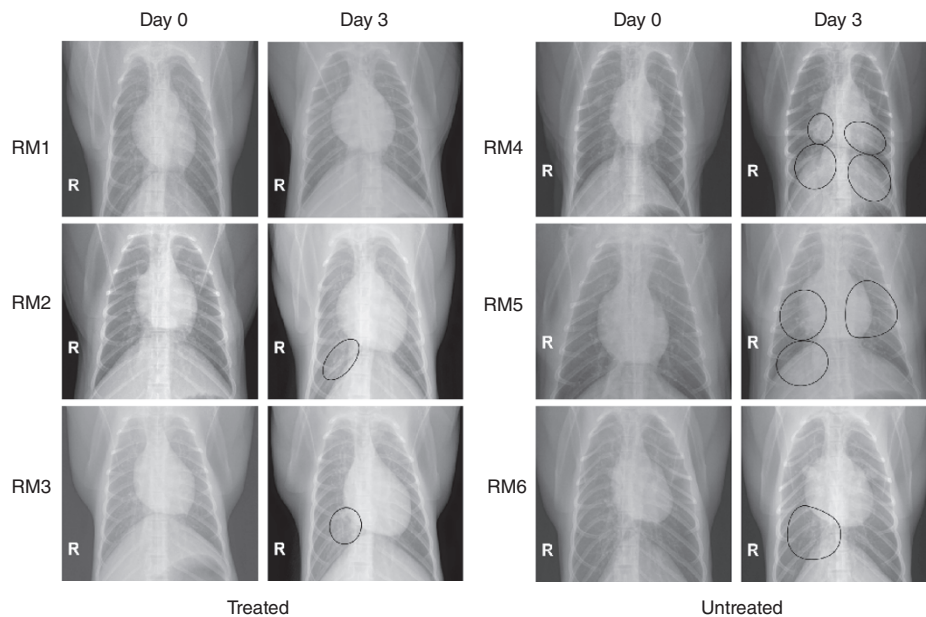 Day 0 Day 3 Day 0 Day 3
RM1 R R RM4 R R
RM2 R R RM5 R R
RM3 R R RM6 R R
Treated Untreated